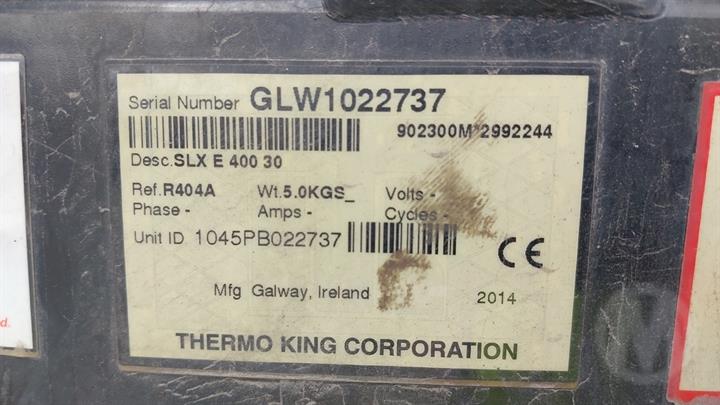 Serial Number GLW1022737
902300M*2992244
Desc.SLX E 400 30
Ref.R404A Wt.5.0KGS_ Volts -
Phase - Amps - Cycles -
Unit ID 1045PB022737
CE
Mfg Galway, Ireland 2014
THERMO KING CORPORATION
d.